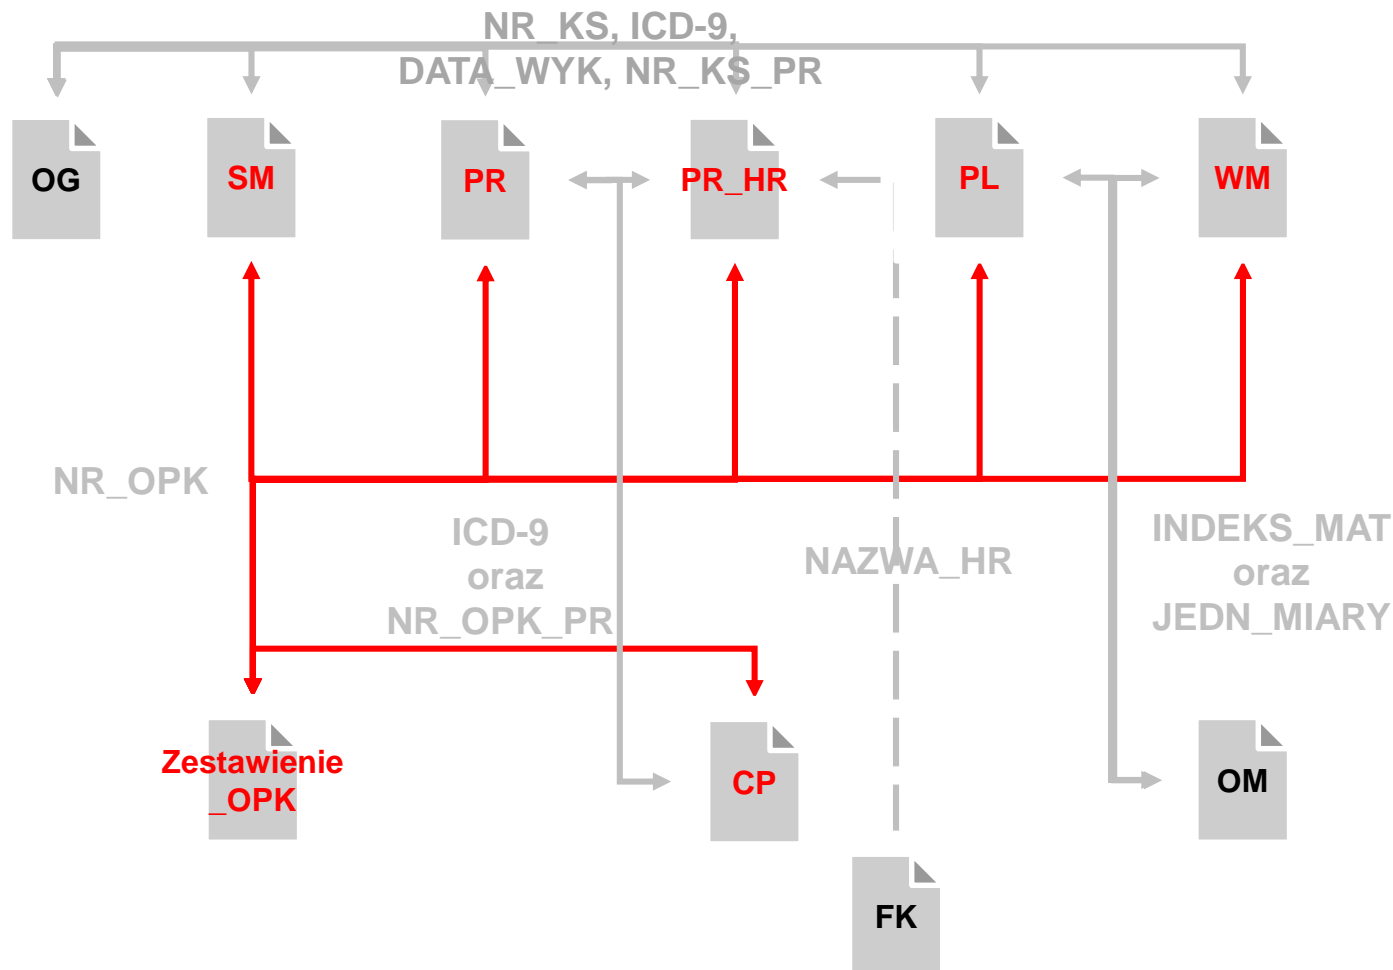 NR_KS, ICD-9,
DATA_WYK, NR_KS_PR
OG
SM
PR
PR_HR
PL
WM
NR_OPK
ICD-9
oraz
NR_OPK_PR
NAZWA_HR
INDEKS_MAT
oraz
JEDN_MIARY
Zestawienie
_OPK
CP
OM
FK